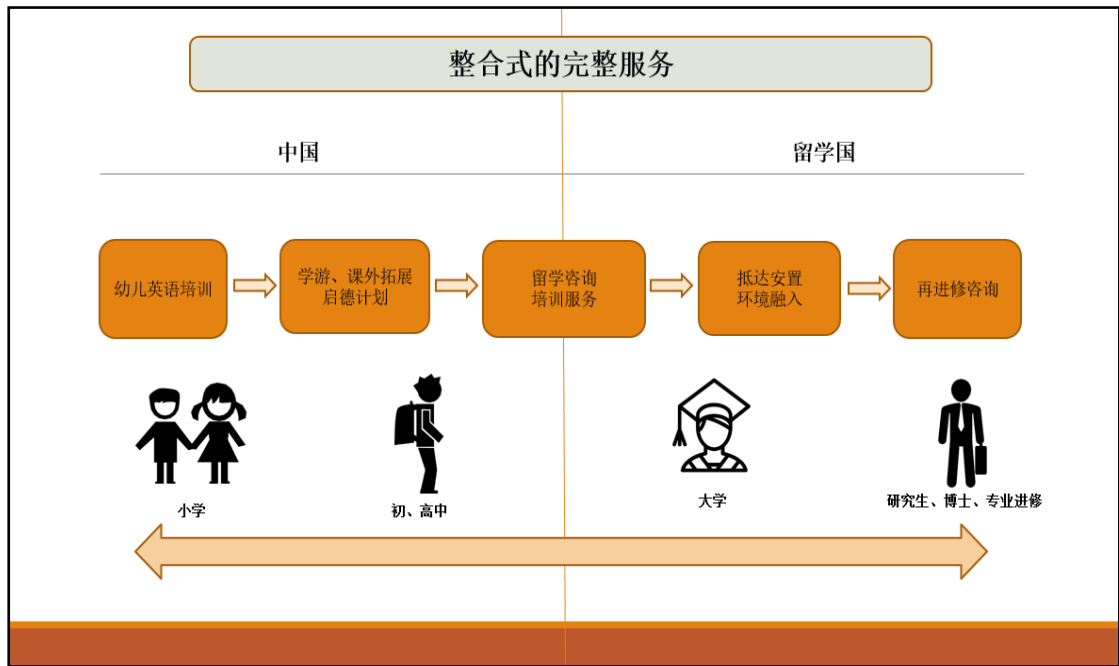 整合式的完整服务
中国
留学国
幼儿英语培训
学游、课外拓展
启德计划
留学咨询
培训服务
抵达安置
环境融入
再进修咨询
小学
初、高中
大学
研究生、博士、专业进修